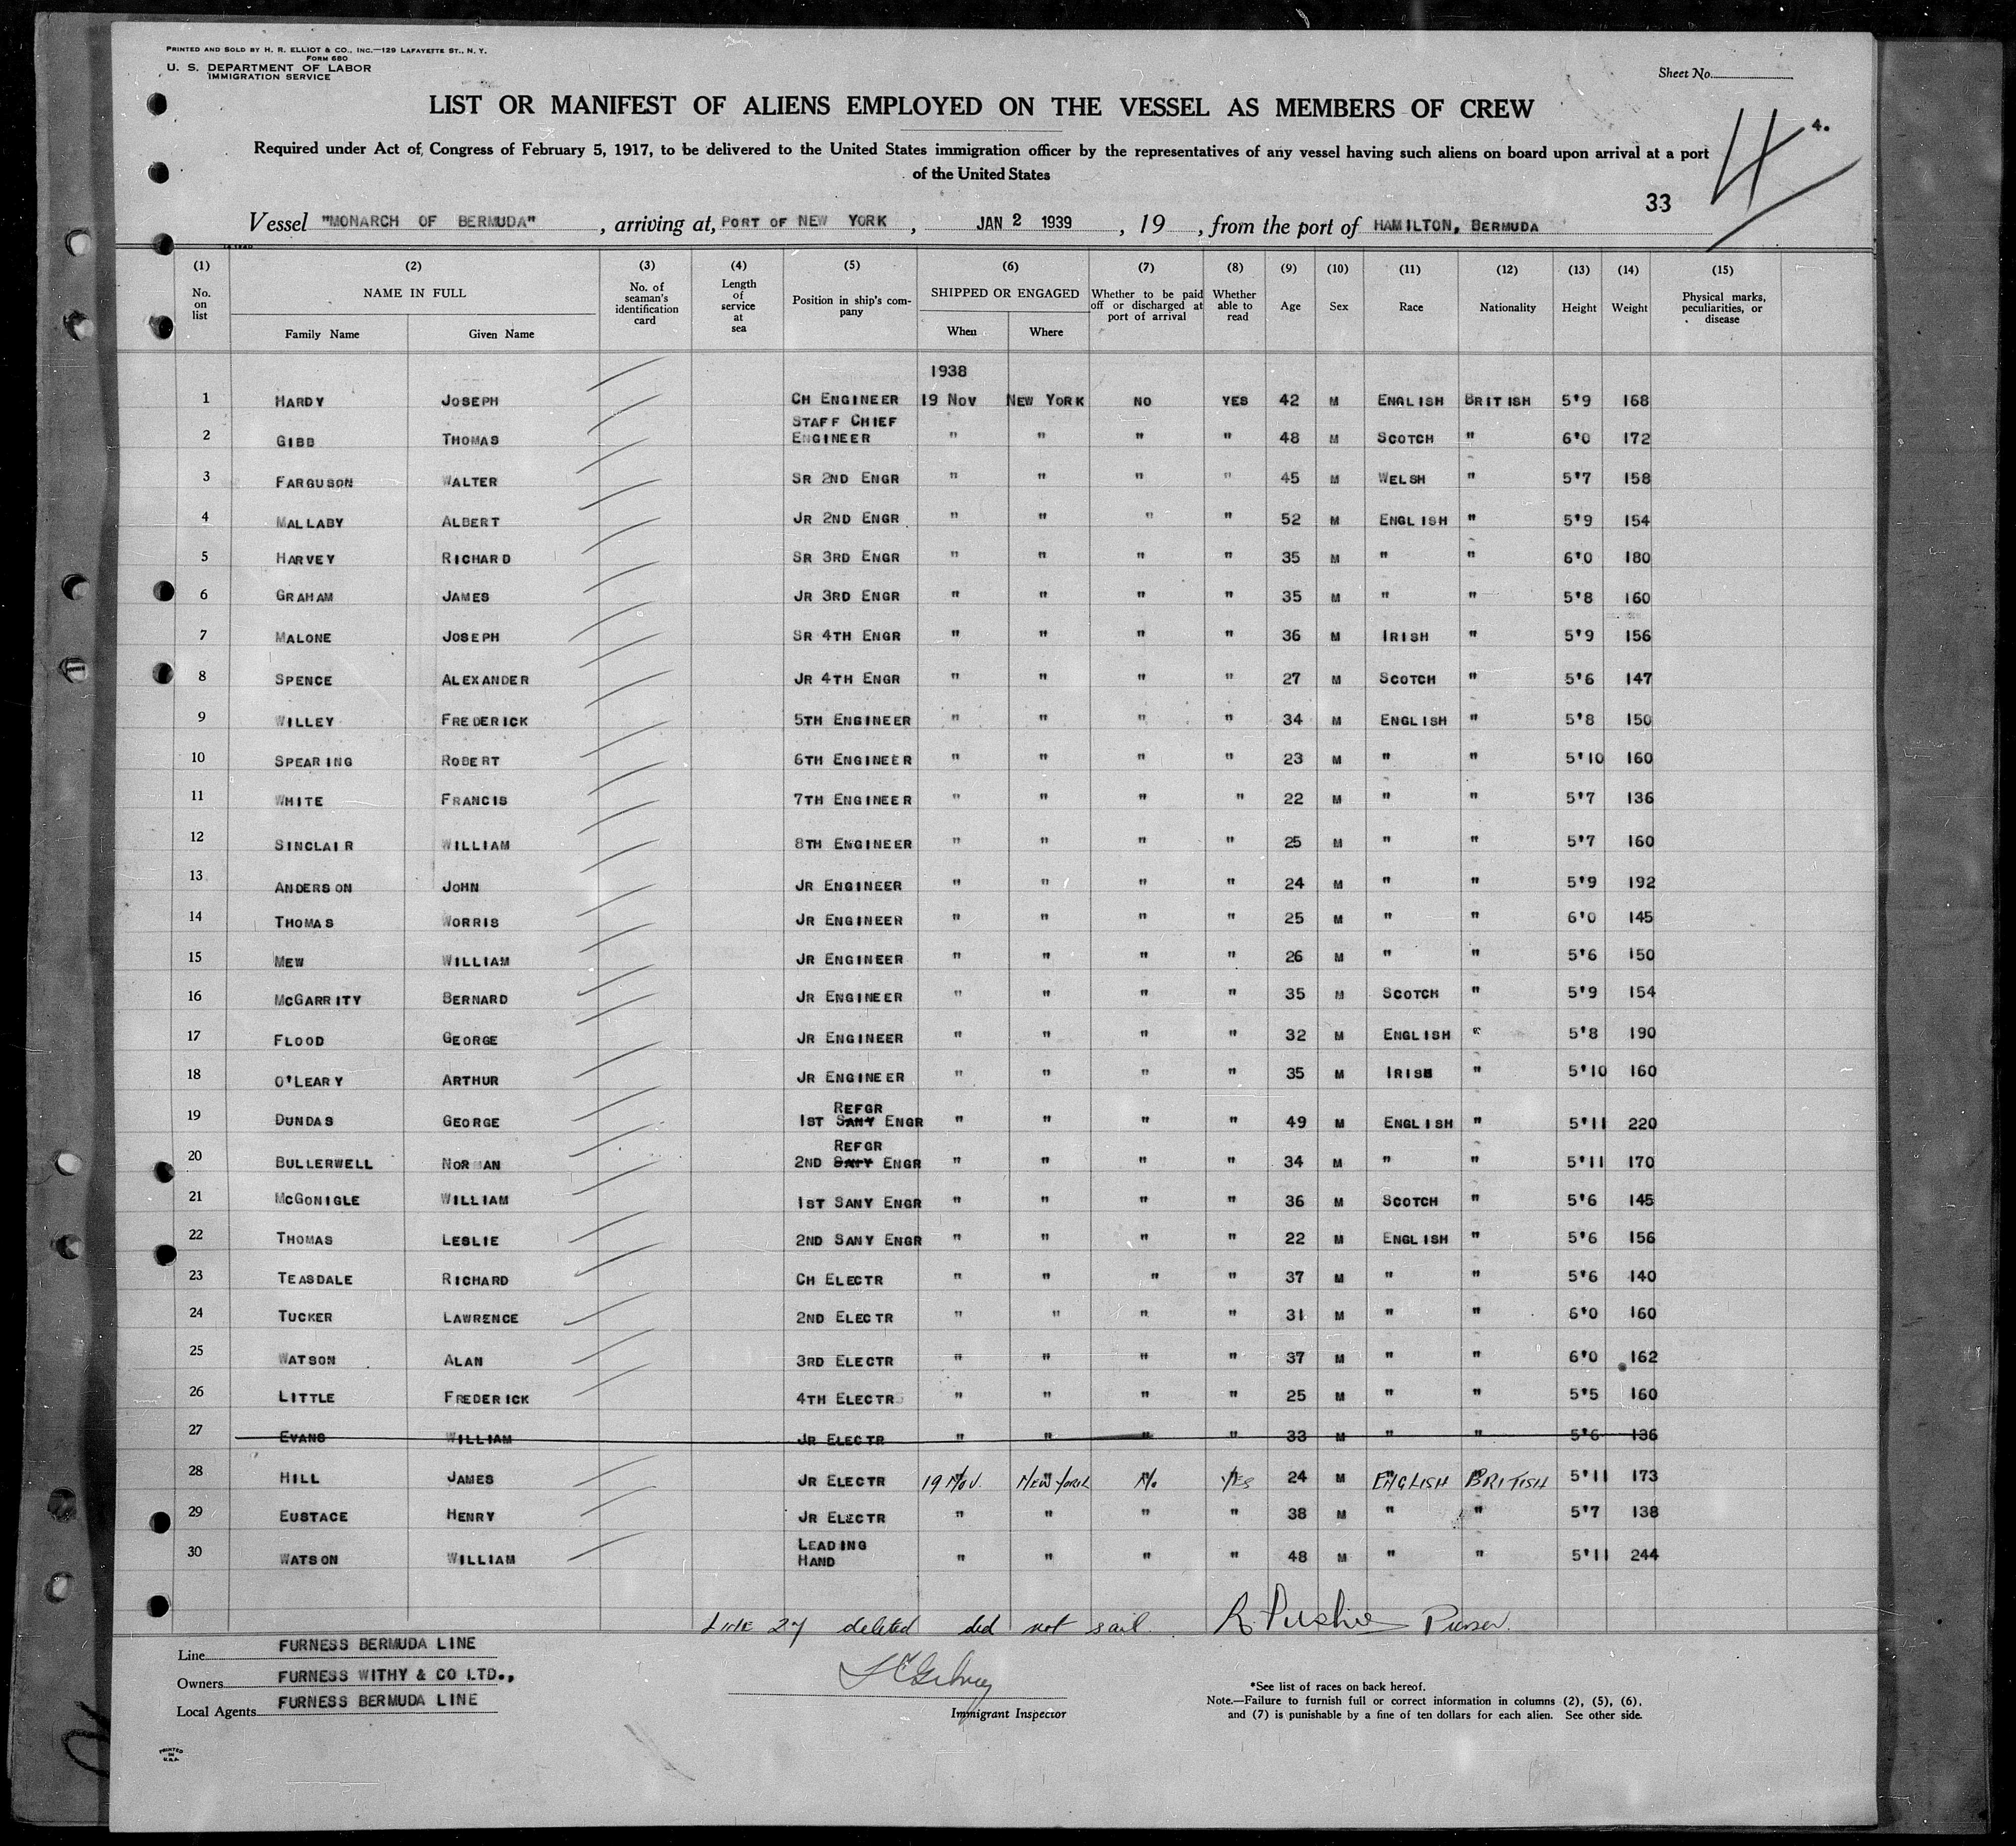 PRINTED AND SOLD BY H. R. ELLIOT & CO., INC.—129 LAFAYETTE ST., N. Y.
FORM 680
U. S. DEPARTMENT OF LABOR
IMMIGRATION SERVICE
Sheet No.
LIST OR MANIFEST OF ALIENS EMPLOYED ON THE VESSEL AS MEMBERS OF CREW
4.
4
Required under Act of Congress of February 5, 1917, to be delivered to the United States immigration officer by the representatives of any vessel having such aliens on board upon arrival at a port
of the United States
33
Vessel "MONARCH OF BERMUDA", arriving at, PORT OF NEW YORK, JAN 2 1939, 19, from the port of HAMILTON, BERMUDA
(1) (2) (3) (4) (5) (6) (7) (8) (9) (10) (11) (12) (13) (14) (15)
No. on list NAME IN FULL Family Name Given Name No. of seaman's identification card Length of service at sea Position in ship's company SHIPPED OR ENGAGED When Where Whether to be paid off or discharged at port of arrival Whether able to read Age Sex Race Nationality Height Weight Physical marks, peculiarities, or disease
1938
1 HARDY JOSEPH CH ENGINEER 19 NOV NEW YORK NO YES 42 M ENGLISH BRITISH 5'9 168
2 GIBB THOMAS STAFF CHIEF ENGINEER " " " " 48 M SCOTCH " 6'0 172
3 FARGUSON WALTER SR 2ND ENGR " " " " 45 M WELSH " 5'7 158
4 MALLABY ALBERT JR 2ND ENGR " " " " 52 M ENGLISH " 5'9 154
5 HARVEY RICHARD SR 3RD ENGR " " " " 35 M " " 6'0 180
6 GRAHAM JAMES JR 3RD ENGR " " " " 35 M " " 5'8 160
7 MALONE JOSEPH SR 4TH ENGR " " " " 36 M IRISH " 5'9 156
8 SPENCE ALEXANDER JR 4TH ENGR " " " " 27 M SCOTCH " 5'6 147
9 WILLEY FREDERICK 5TH ENGINEER " " " " 34 M ENGLISH " 5'8 150
10 SPEARING ROBERT 6TH ENGINEER " " " " 23 M " " 5'10 160
11 WHITE FRANCIS 7TH ENGINEER " " " " 22 M " " 5'7 136
12 SINCLAIR WILLIAM 8TH ENGINEER " " " " 25 M " " 5'7 160
13 ANDERSON JOHN JR ENGINEER " " " " 24 M " " 5'9 192
14 THOMAS WORRIS JR ENGINEER " " " " 25 M " " 6'0 145
15 MEW WILLIAM JR ENGINEER " " " " 26 M " " 5'6 150
16 MCGARRITY BERNARD JR ENGINEER " " " " 35 M SCOTCH " 5'9 154
17 FLOOD GEORGE JR ENGINEER " " " " 32 M ENGLISH " 5'8 190
18 O'LEARY ARTHUR JR ENGINEER " " " " 35 M IRISH " 5'10 160
19 DUNDAS GEORGE REFGR 1ST SANY ENGR " " " " 49 M ENGLISH " 5'11 220
20 BULLERWELL NORMAN REFGR 2ND SANY ENGR " " " " 34 M " " 5'11 170
21 MCGONIGLE WILLIAM 1ST SANY ENGR " " " " 36 M SCOTCH " 5'6 145
22 THOMAS LESLIE 2ND SANY ENGR " " " " 22 M ENGLISH " 5'6 156
23 TEASDALE RICHARD CH ELECTR " " " " 37 M " " 5'6 140
24 TUCKER LAWRENCE 2ND ELECTR " " " " 31 M " " 6'0 160
25 WATSON ALAN 3RD ELECTR " " " " 37 M " " 6'0 162
26 LITTLE FREDERICK 4TH ELECTR " " " " 25 M " " 5'5 160
27 EVANS WILLIAM JR ELECTR " " " " 33 M " " 5'6 136
28 HILL JAMES JR ELECTR 19 Nov. NEW YORK No YES 24 M ENGLISH BRITISH 5'11 173
29 EUSTACE HENRY JR ELECTR " " " " 38 M " " 5'7 138
30 WATSON WILLIAM LEADING HAND " " " " 48 M " " 5'11 244
Line 27 deleted did not sail. Purser.
Line FURNESS BERMUDA LINE
Owners FURNESS WITHY & CO LTD.,
Local Agents FURNESS BERMUDA LINE
Immigrant Inspector
*See list of races on back hereof.
Note.—Failure to furnish full or correct information in columns (2), (5), (6),
and (7) is punishable by a fine of ten dollars for each alien. See other side.
PRINTED IN U.S.A.